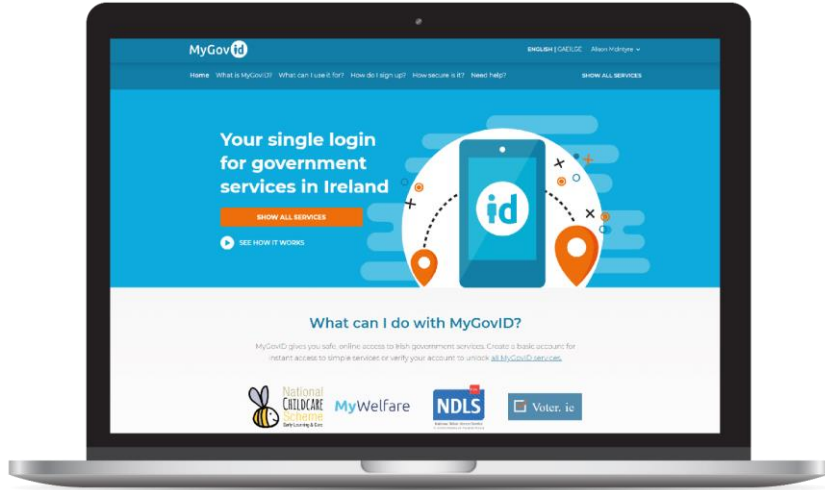 MyGovid
ENGLISH | GAEILGE Alison McIntyre
Home What is MyGovID? What can I use it for? How do I sign up? How secure is it? Need help?
SHOW ALL SERVICES
Your single login
for government
services in Ireland
SHOW ALL SERVICES
SEE HOW IT WORKS
id
What can I do with MyGovID?
MyGovID gives you safe, online access to Irish government services. Create a basic account for
instant access to simple services or verify your account to unlock all MyGovID services.
National
CHILDCARE
Scheme
Early Learning & Care
MyWelfare
NDLS
Voter. ie